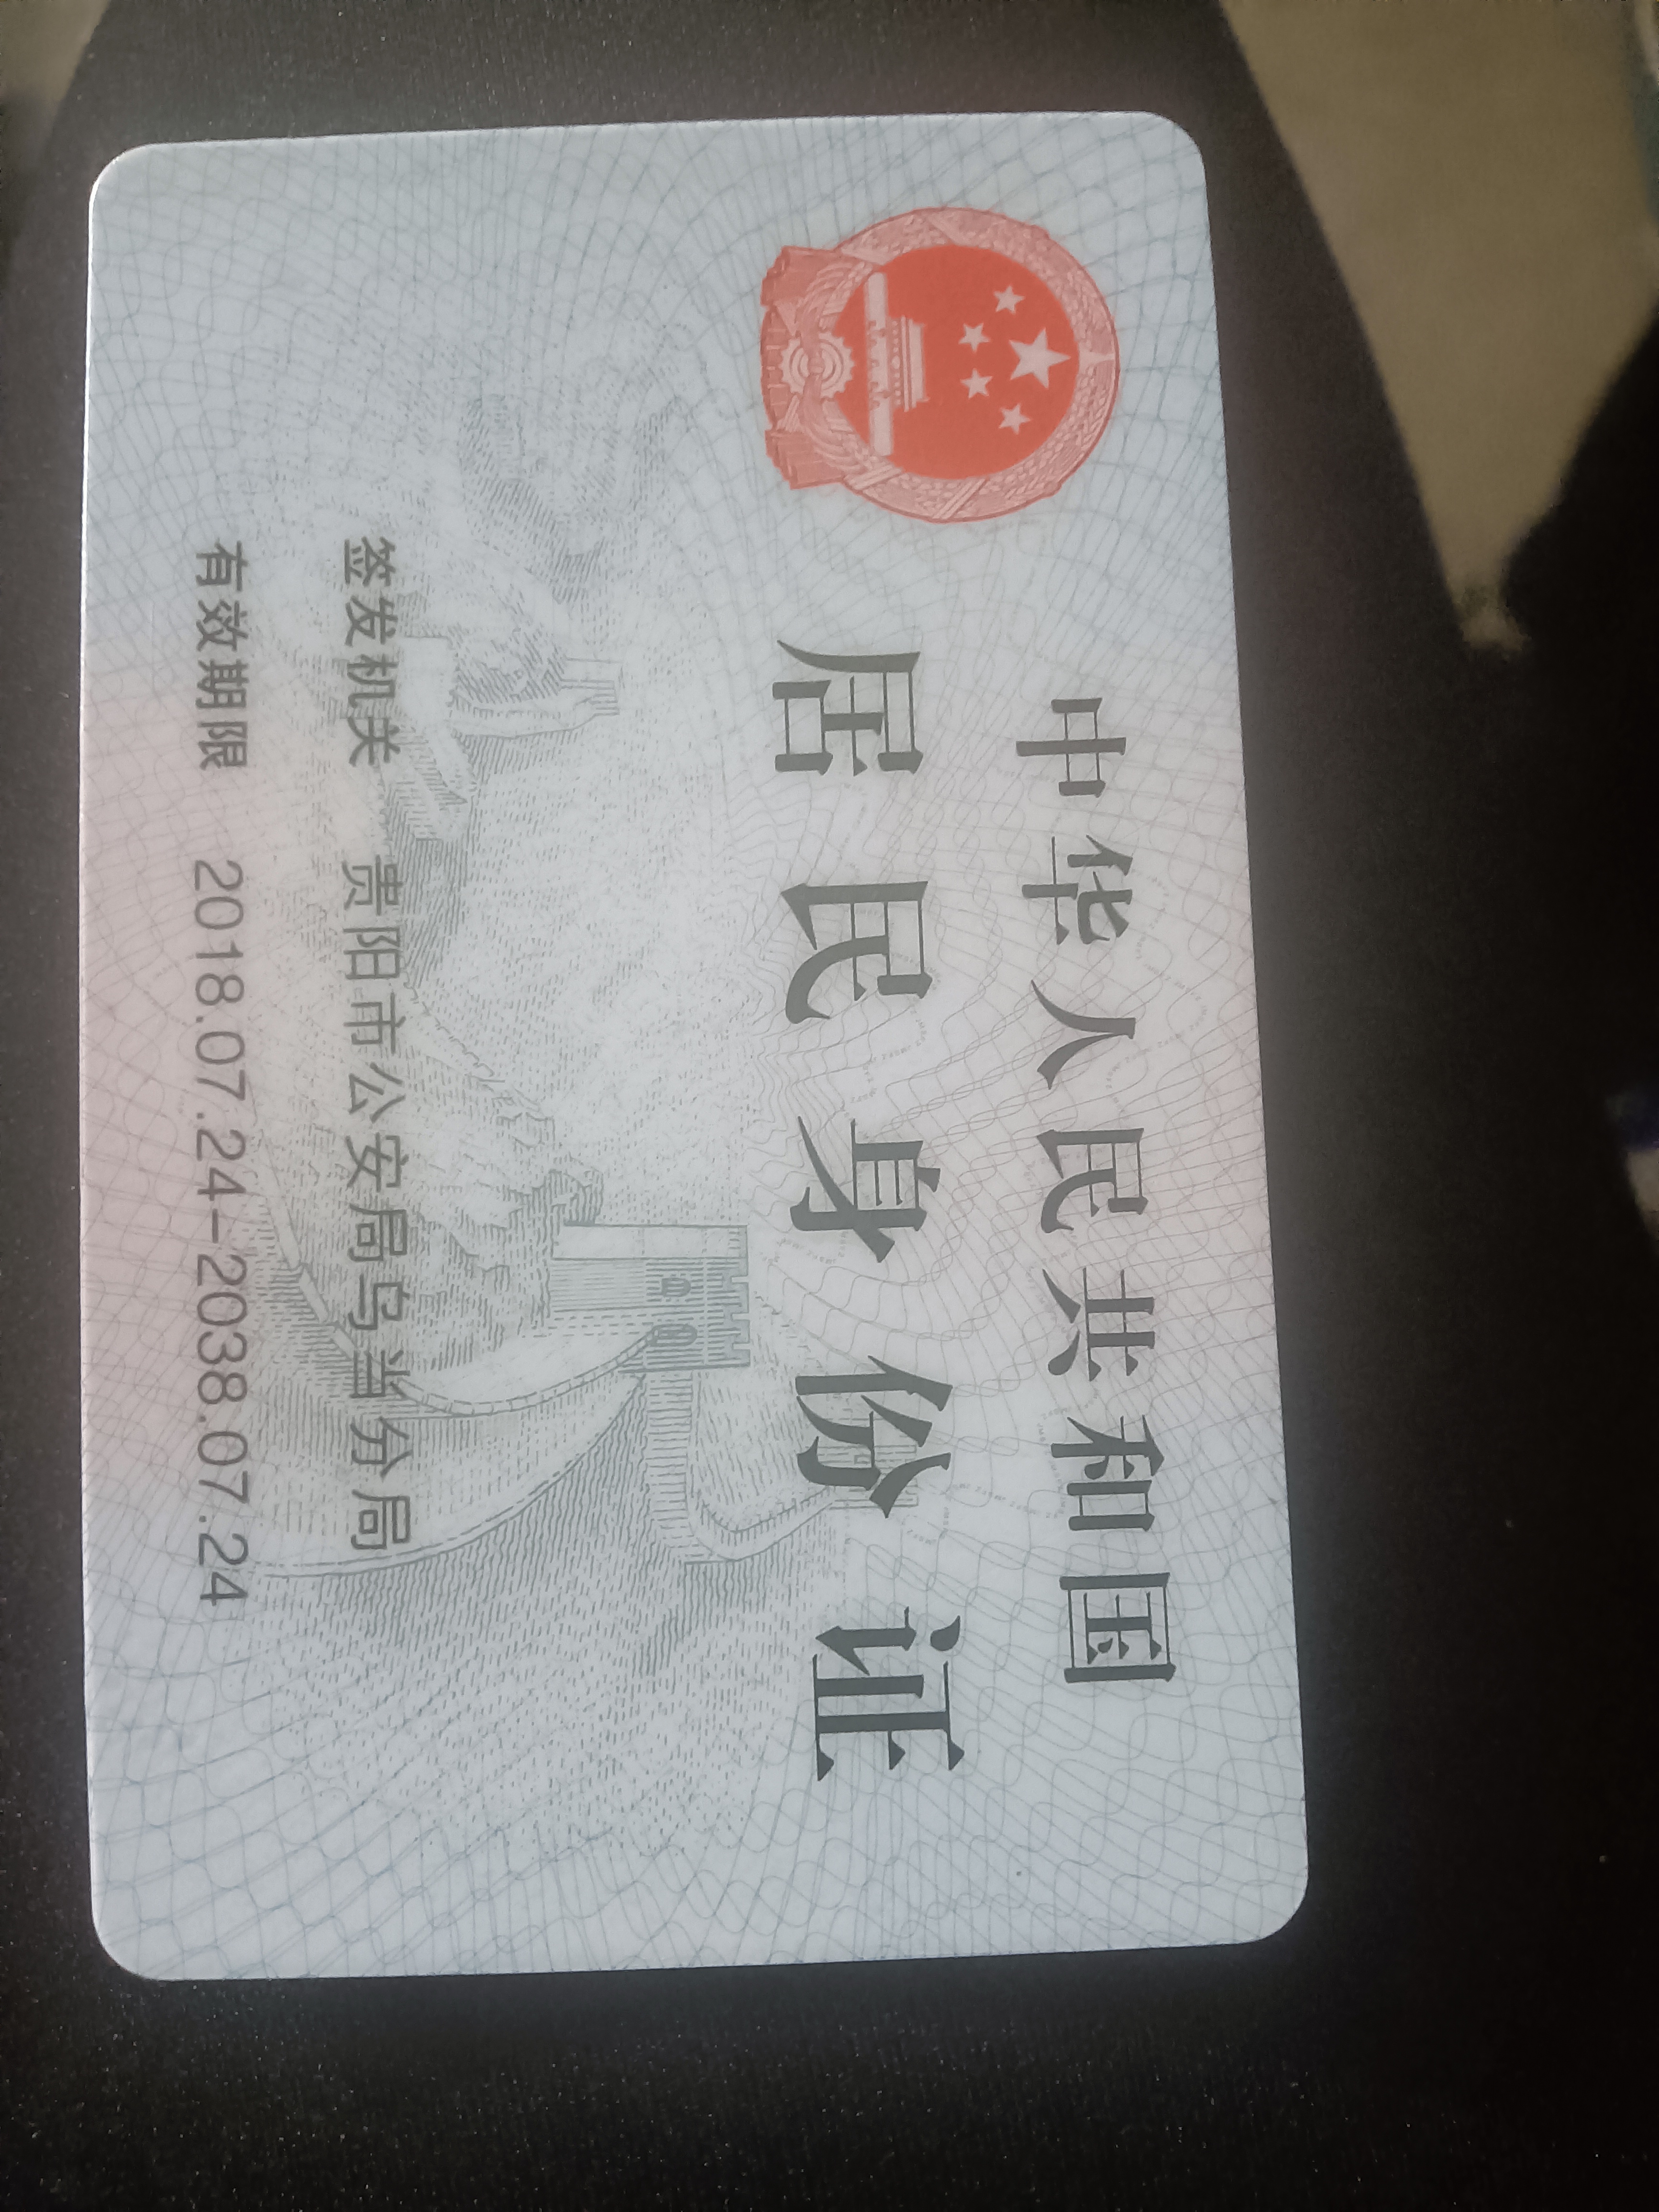 中华人民共和国
居民身份证
签发机关 贵阳市公安局乌当分局
有效期限 2018.07.24-2038.07.24